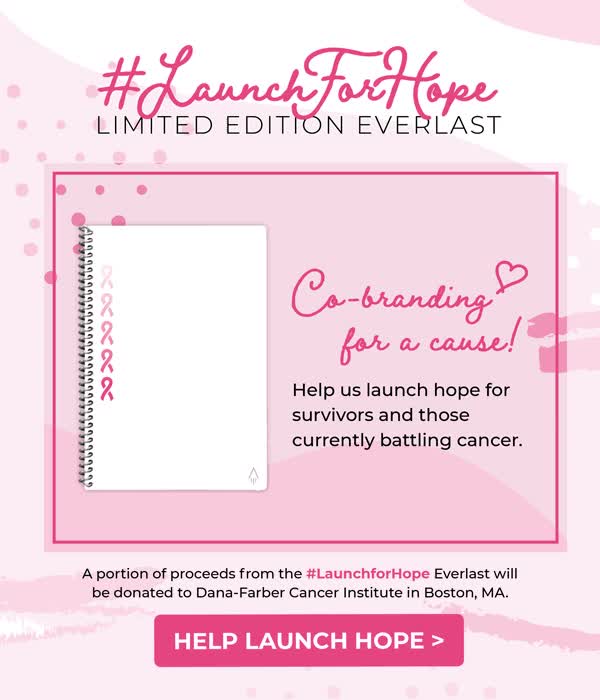 #LaunchForHope
LIMITED EDITION EVERLAST
Co-branding
for a cause!
Help us launch hope for
survivors and those
currently battling cancer.
A portion of proceeds from the #LaunchforHope Everlast will
be donated to Dana-Farber Cancer Institute in Boston, MA.
HELP LAUNCH HOPE >